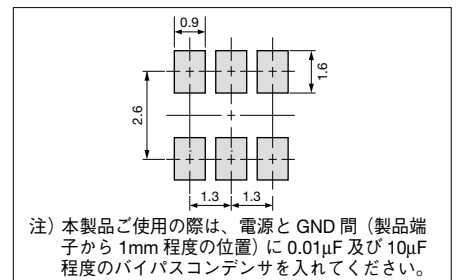 0.9
1.6
2.6
1.3 1.3
注）本製品ご使用の際は、電源と GND 間（製品端
子から 1mm 程度の位置）に 0.01μF 及び 10μF
程度のバイパスコンデンサを入れてください。